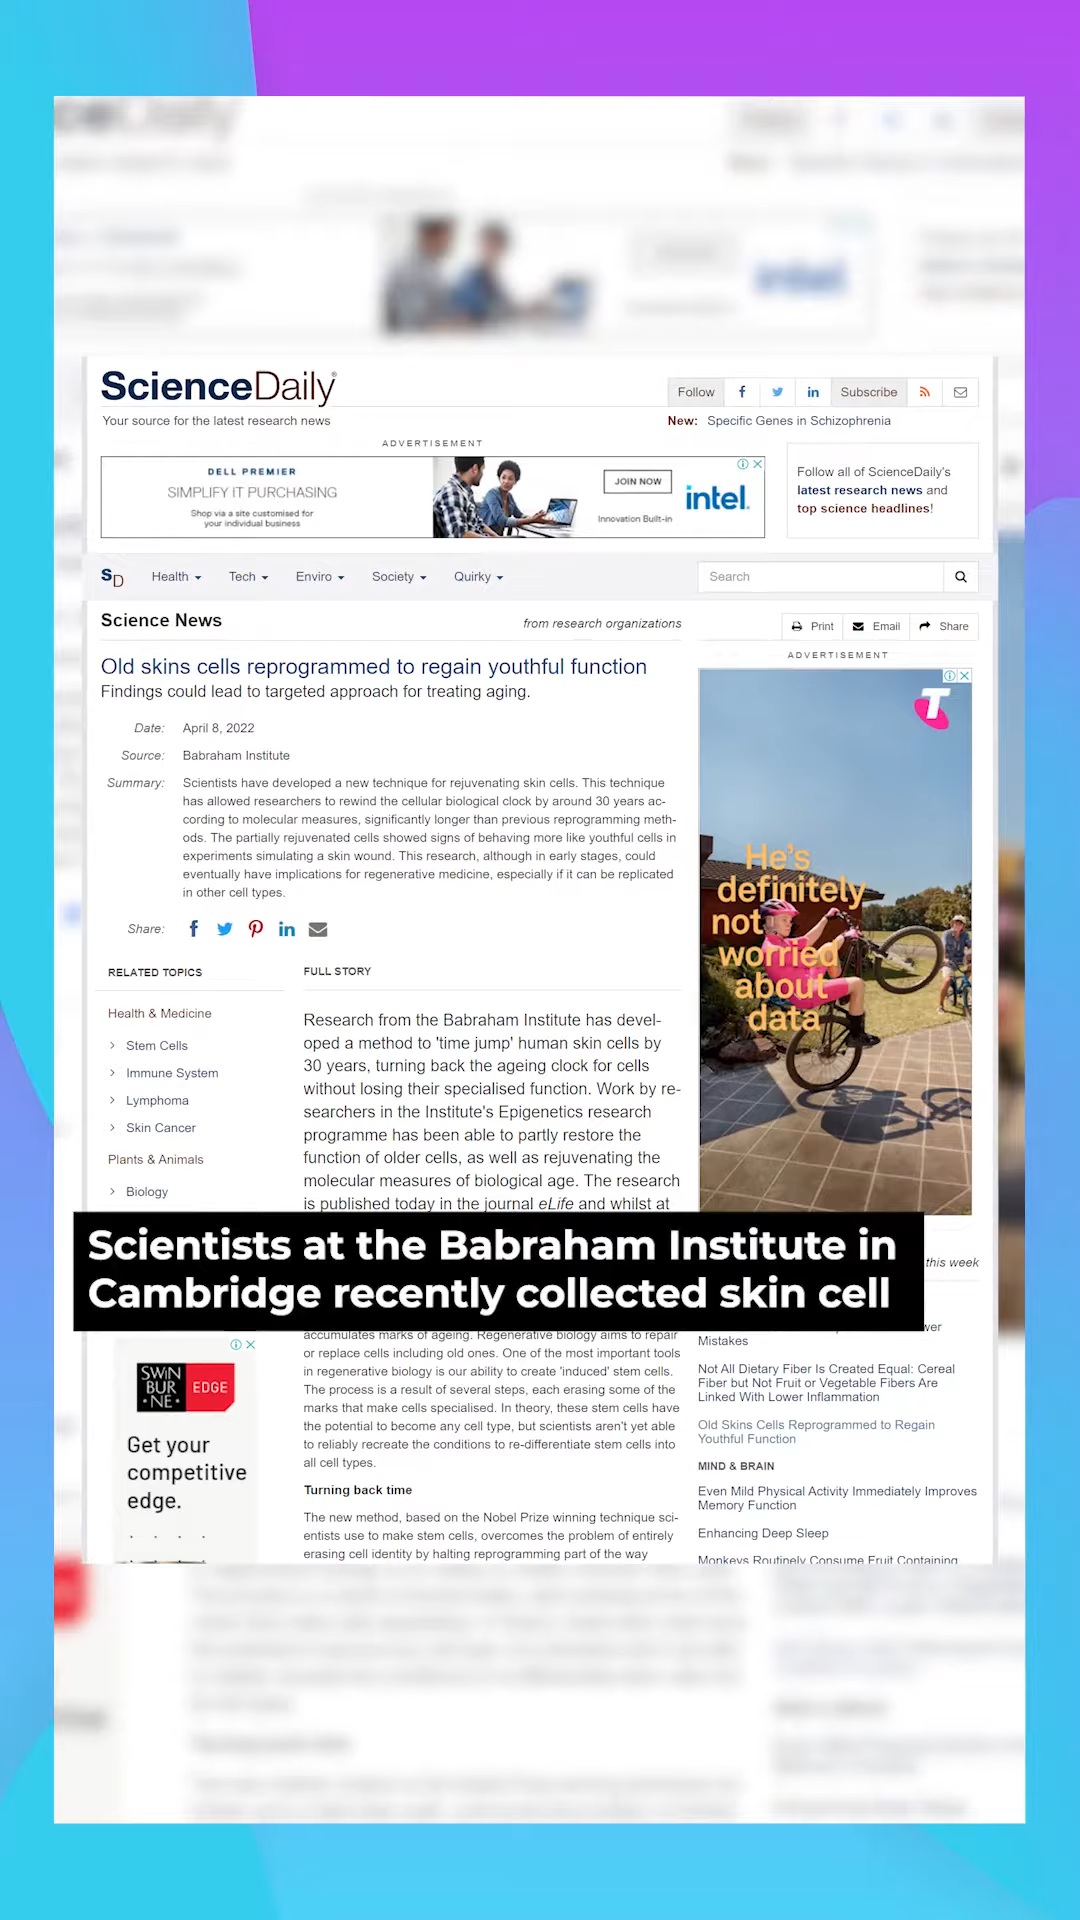 ScienceDaily®
Your source for the latest research news
Follow
Subscribe
New: Specific Genes in Schizophrenia
ADVERTISEMENT
DELL PREMIER
SIMPLIFY IT PURCHASING
Shop via a site customised for
your individual business
JOIN NOW
Innovation Built-in
intel.
Follow all of ScienceDaily's
latest research news and
top science headlines!
SD
Health
Tech
Enviro
Society
Quirky
Search
Science News
from research organizations
Print
Email
Share
Old skins cells reprogrammed to regain youthful function
Findings could lead to targeted approach for treating aging.
Date: April 8, 2022
Source: Babraham Institute
Summary: Scientists have developed a new technique for rejuvenating skin cells. This technique
has allowed researchers to rewind the cellular biological clock by around 30 years ac-
cording to molecular measures, significantly longer than previous reprogramming meth-
ods. The partially rejuvenated cells showed signs of behaving more like youthful cells in
experiments simulating a skin wound. This research, although in early stages, could
eventually have implications for regenerative medicine, especially if it can be replicated
in other cell types.
Share:
RELATED TOPICS
Health & Medicine
Stem Cells
Immune System
Lymphoma
Skin Cancer
Plants & Animals
Biology
FULL STORY
Research from the Babraham Institute has devel-
oped a method to 'time jump' human skin cells by
30 years, turning back the ageing clock for cells
without losing their specialised function. Work by re-
searchers in the Institute's Epigenetics research
programme has been able to partly restore the
function of older cells, as well as rejuvenating the
molecular measures of biological age. The research
is published today in the journal eLife and whilst at
ADVERTISEMENT
T
He's
definitely
not
worried
about
data
Scientists at the Babraham Institute in
Cambridge recently collected skin cell
this week
accumulates marks of ageing. Regenerative biology aims to repair
or replace cells including old ones. One of the most important tools
in regenerative biology is our ability to create 'induced' stem cells.
The process is a result of several steps, each erasing some of the
marks that make cells specialised. In theory, these stem cells have
the potential to become any cell type, but scientists aren't yet able
to reliably recreate the conditions to re-differentiate stem cells into
all cell types.
Turning back time
The new method, based on the Nobel Prize winning technique sci-
entists use to make stem cells, overcomes the problem of entirely
erasing cell identity by halting reprogramming part of the way
SWIN
BUR
•NE•
EDGE
Get your
competitive
edge.
Mistakes
Not All Dietary Fiber Is Created Equal: Cereal
Fiber but Not Fruit or Vegetable Fibers Are
Linked With Lower Inflammation
Old Skins Cells Reprogrammed to Regain
Youthful Function
MIND & BRAIN
Even Mild Physical Activity Immediately Improves
Memory Function
Enhancing Deep Sleep
Monkeys Routinely Consume Fruit Containing